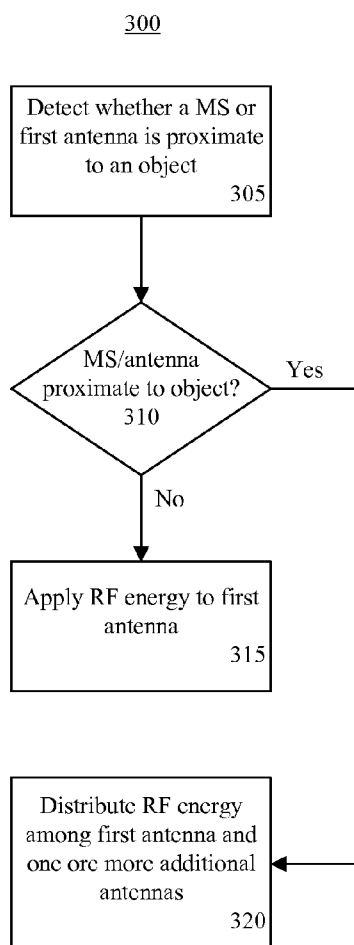 300
Detect whether a MS or
first antenna is proximate
to an object
305
MS/antenna
proximate to object?
310
Yes
No
Apply RF energy to first
antenna
315
Distribute RF energy
among first antenna and
one ore more additional
antennas
320